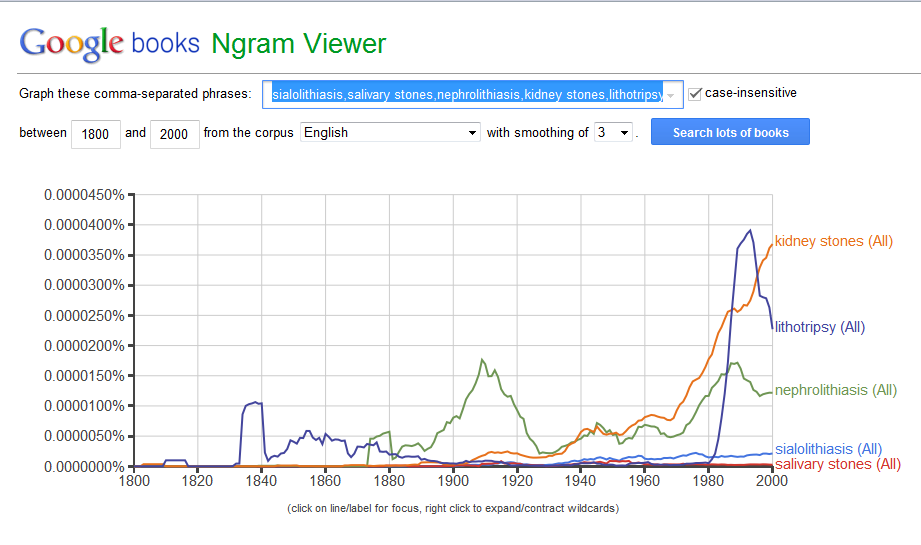 Google books Ngram Viewer
Graph these comma-separated phrases: sialolithiasis,salivary stones,nephrolithiasis,kidney stones,lithotripsy case-insensitive
between 1800 and 2000 from the corpus English with smoothing of 3 . Search lots of books
0.0000450%
0.0000400%
0.0000350%
0.0000300%
0.0000250%
0.0000200%
0.0000150%
0.0000100%
0.0000050%
0.0000000%
kidney stones (All)
lithotripsy (All)
nephrolithiasis (All)
sialolithiasis (All)
salivary stones (All)
1800 1820 1840 1860 1880 1900 1920 1940 1960 1980 2000
(click on line/label for focus, right click to expand/contract wildcards)